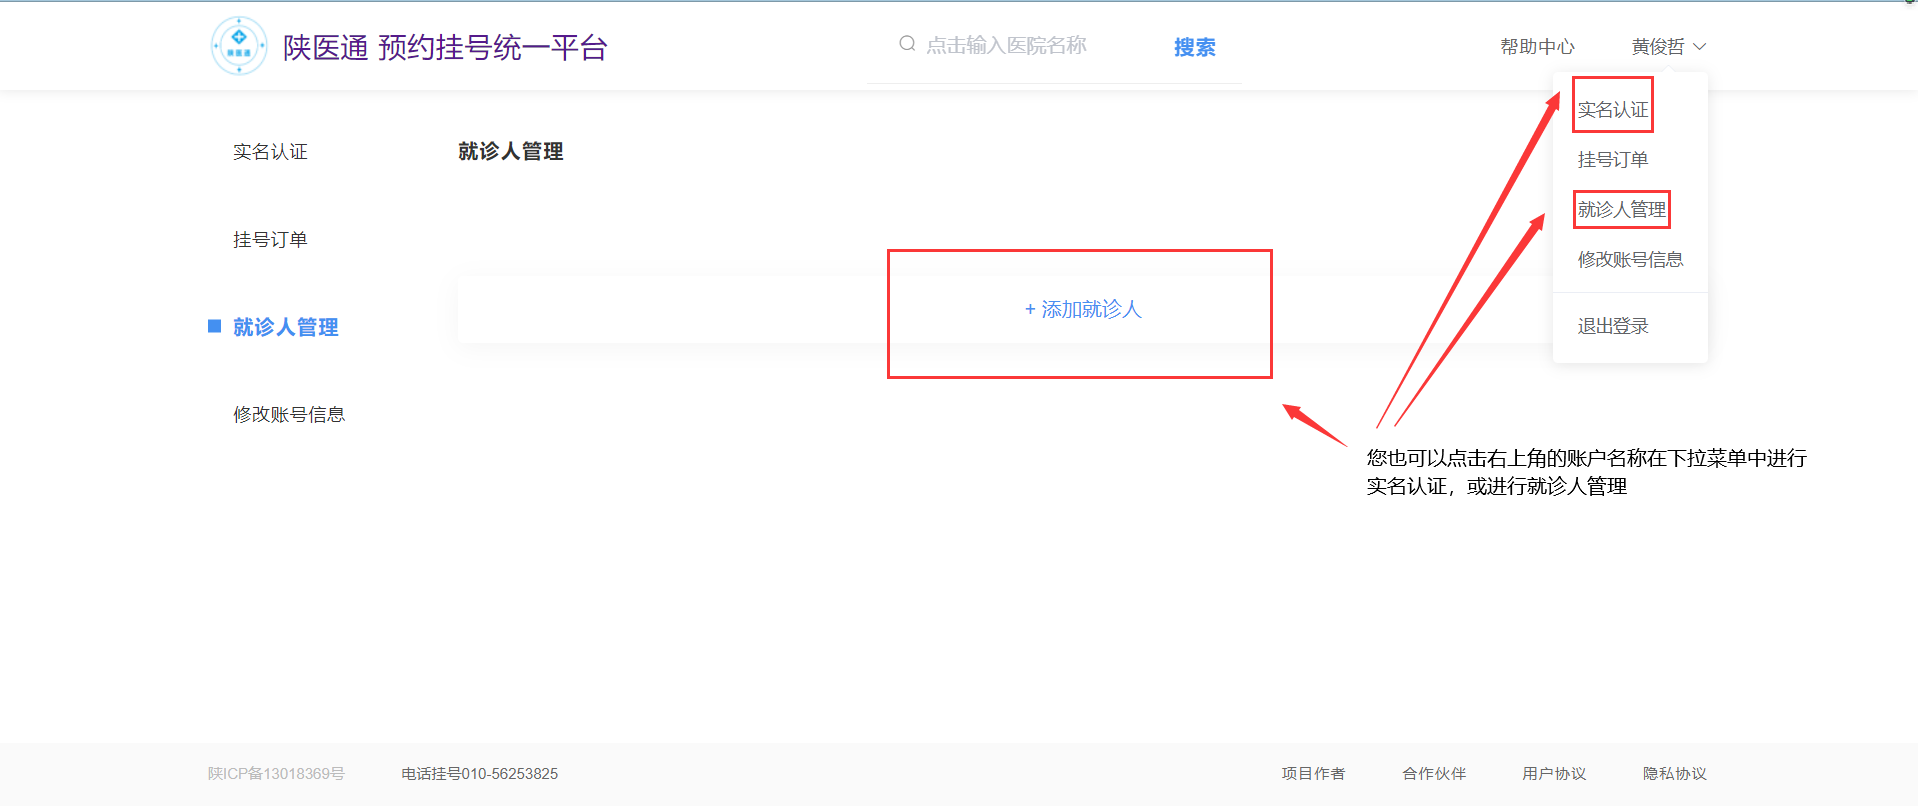 陕医通
陕医通 预约挂号统一平台
点击输入医院名称
搜索
帮助中心
黄俊哲
实名认证
挂号订单
就诊人管理
修改账号信息
退出登录
实名认证
挂号订单
就诊人管理
修改账号信息
就诊人管理
+ 添加就诊人
您也可以点击右上角的账户名称在下拉菜单中进行
实名认证，或进行就诊人管理
陕ICP备13018369号
电话挂号010-56253825
项目作者
合作伙伴
用户协议
隐私协议